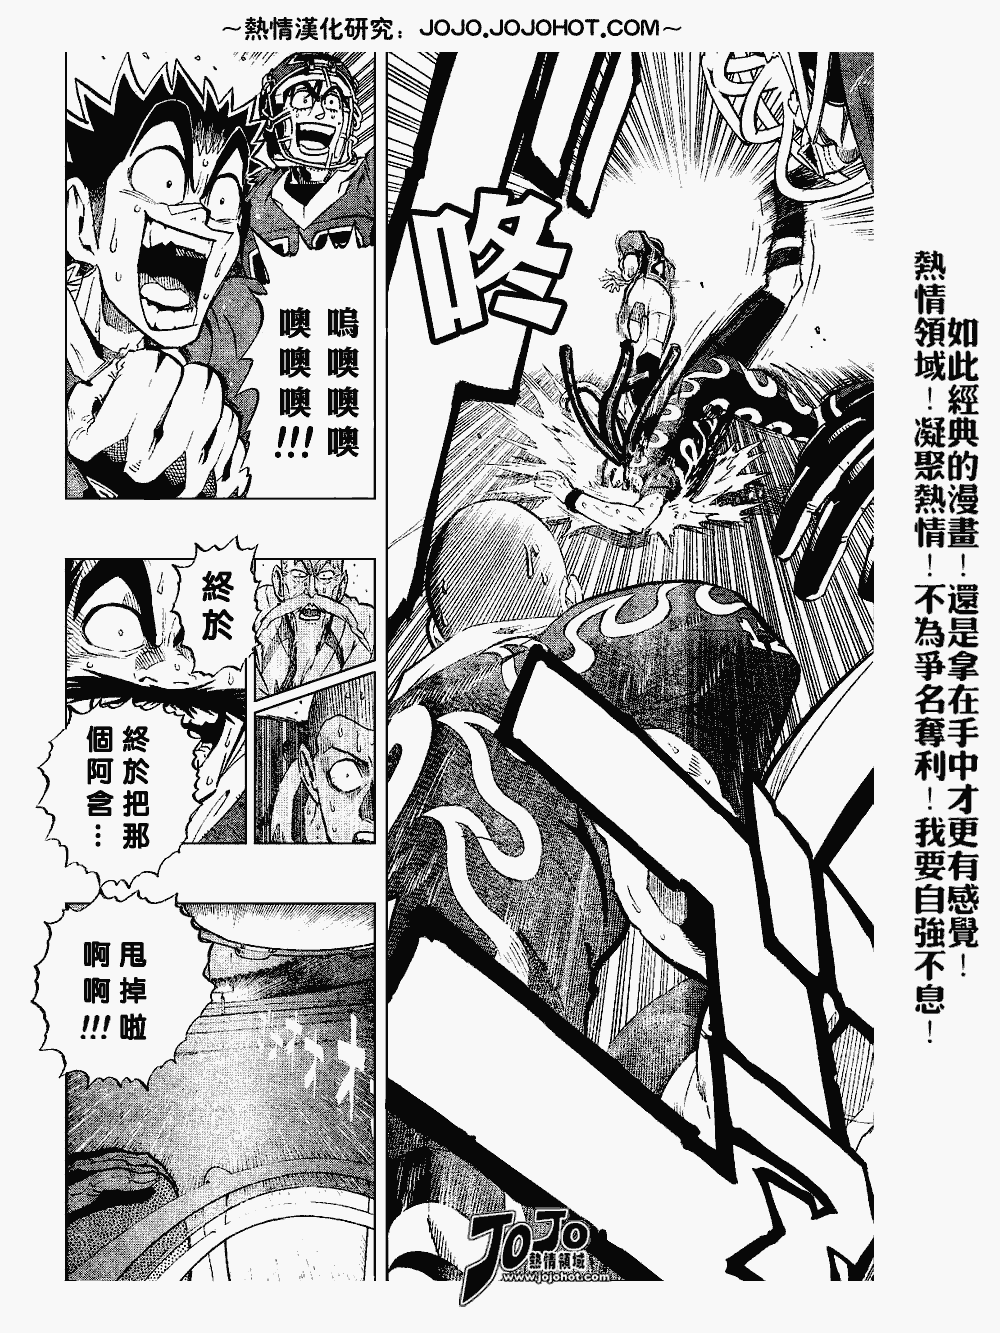 ～熱情漢化研究：JOJO.JOJOHOT.COM～
如此經典的漫畫！還是拿在手中才更有感覺！
熱情領域！凝聚熱情！不為爭名奪利！我要自強不息！
咚
嗚噢噢噢
噢噢噢!!!
終於
終於把那
個阿含…
甩掉啦
啊啊!!!
オオオ
JOJO
熱情領域
www.jojohot.com